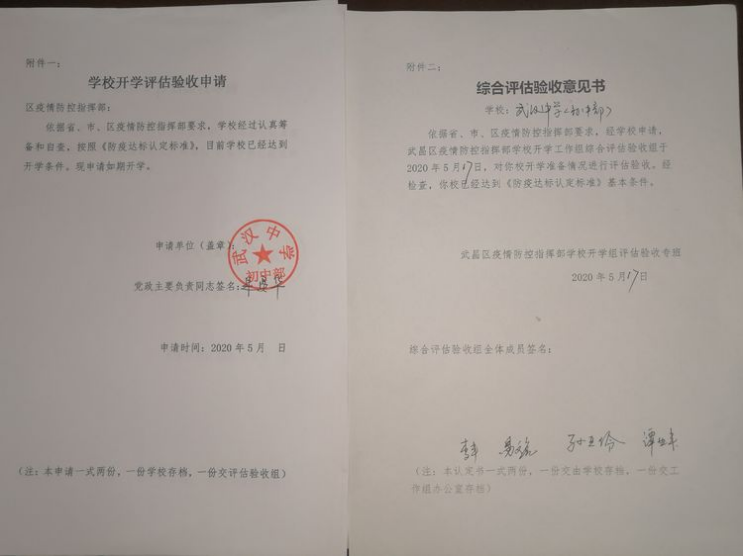 附件一：
学校开学评估验收申请
区疫情防控指挥部：
依据省、市、区疫情防控指挥部要求，学校经过认真筹
备和自查，按照《防疫达标认定标准》，目前学校已经达到
开学条件。现申请如期开学。
申请单位（盖章）：
武汉中学
初中部
党政主要负责同志签名：
申请时间：2020年5月 日
（注：本申请一式两份，一份学校存档，一份交评估验收组）
附件二：
综合评估验收意见书
学校：武汉中学（初中部）
依据省、市、区疫情防控指挥部要求，经学校申请，
武昌区疫情防控指挥部学校开学工作组综合评估验收组于
2020年5月17日，对你校开学准备情况进行评估验收。经
检查，你校已经达到《防疫达标认定标准》基本条件。
武昌区疫情防控指挥部学校开学组评估验收专班
2020年5月17日
综合评估验收组全体成员签名：
（注：本认定书一式两份，一份交由学校存档，一份交工
作组办公室存档）